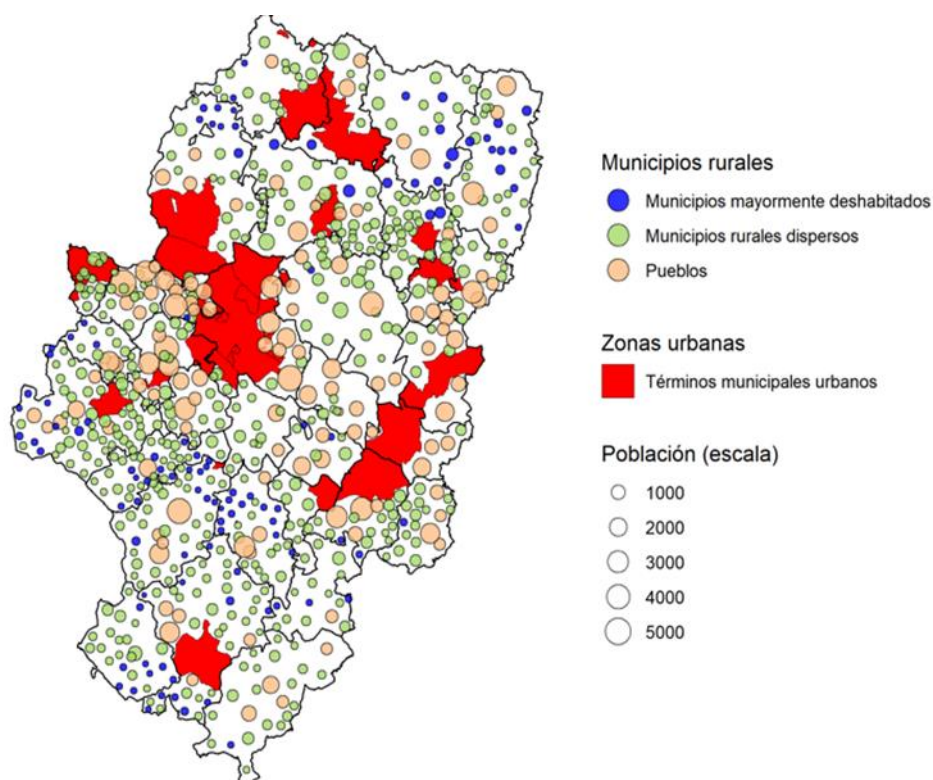 Municipios rurales
Municipios mayormente deshabitados
Municipios rurales dispersos
Pueblos
Zonas urbanas
Términos municipales urbanos
Población (escala)
1000
2000
3000
4000
5000